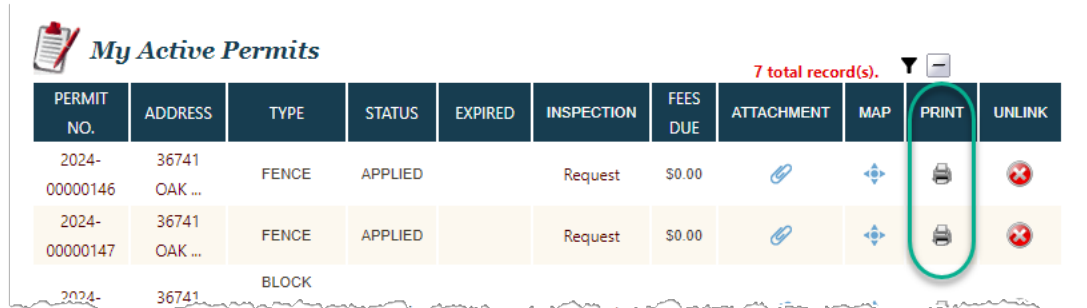 My Active Permits
7 total record(s).
PERMIT NO. ADDRESS TYPE STATUS EXPIRED INSPECTION FEES DUE ATTACHMENT MAP PRINT UNLINK
2024-00000146 36741 OAK ... FENCE APPLIED Request $0.00
2024-00000147 36741 OAK ... FENCE APPLIED Request $0.00
2024- 36741 BLOCK